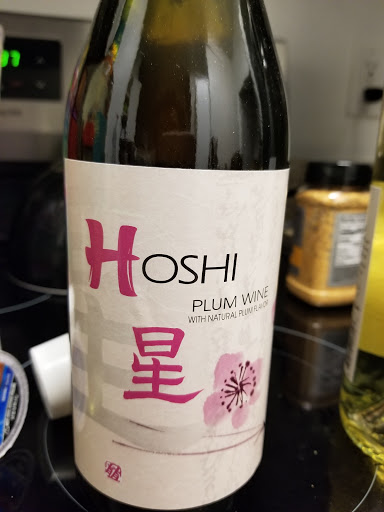 HOSHI
PLUM WINE
WITH NATURAL PLUM FLAVOR
星